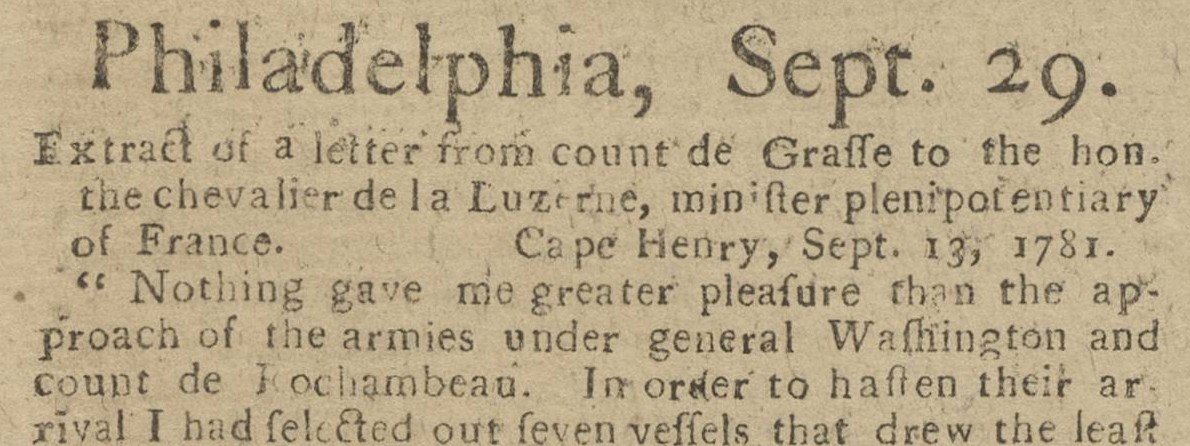 Philadelphia, Sept. 29.
Extract of a letter from count de Graſſe to the hon.
the chevalier de la Luzerne, miniſter plenipotentiary
of France. Cape Henry, Sept. 13, 1781.
“ Nothing gave me greater pleaſure than the ap-
proach of the armies under general Waſhington and
count de Rochambeau. In order to haſten their ar-
rival I had ſelected out ſeven veſſels that drew the leaſt